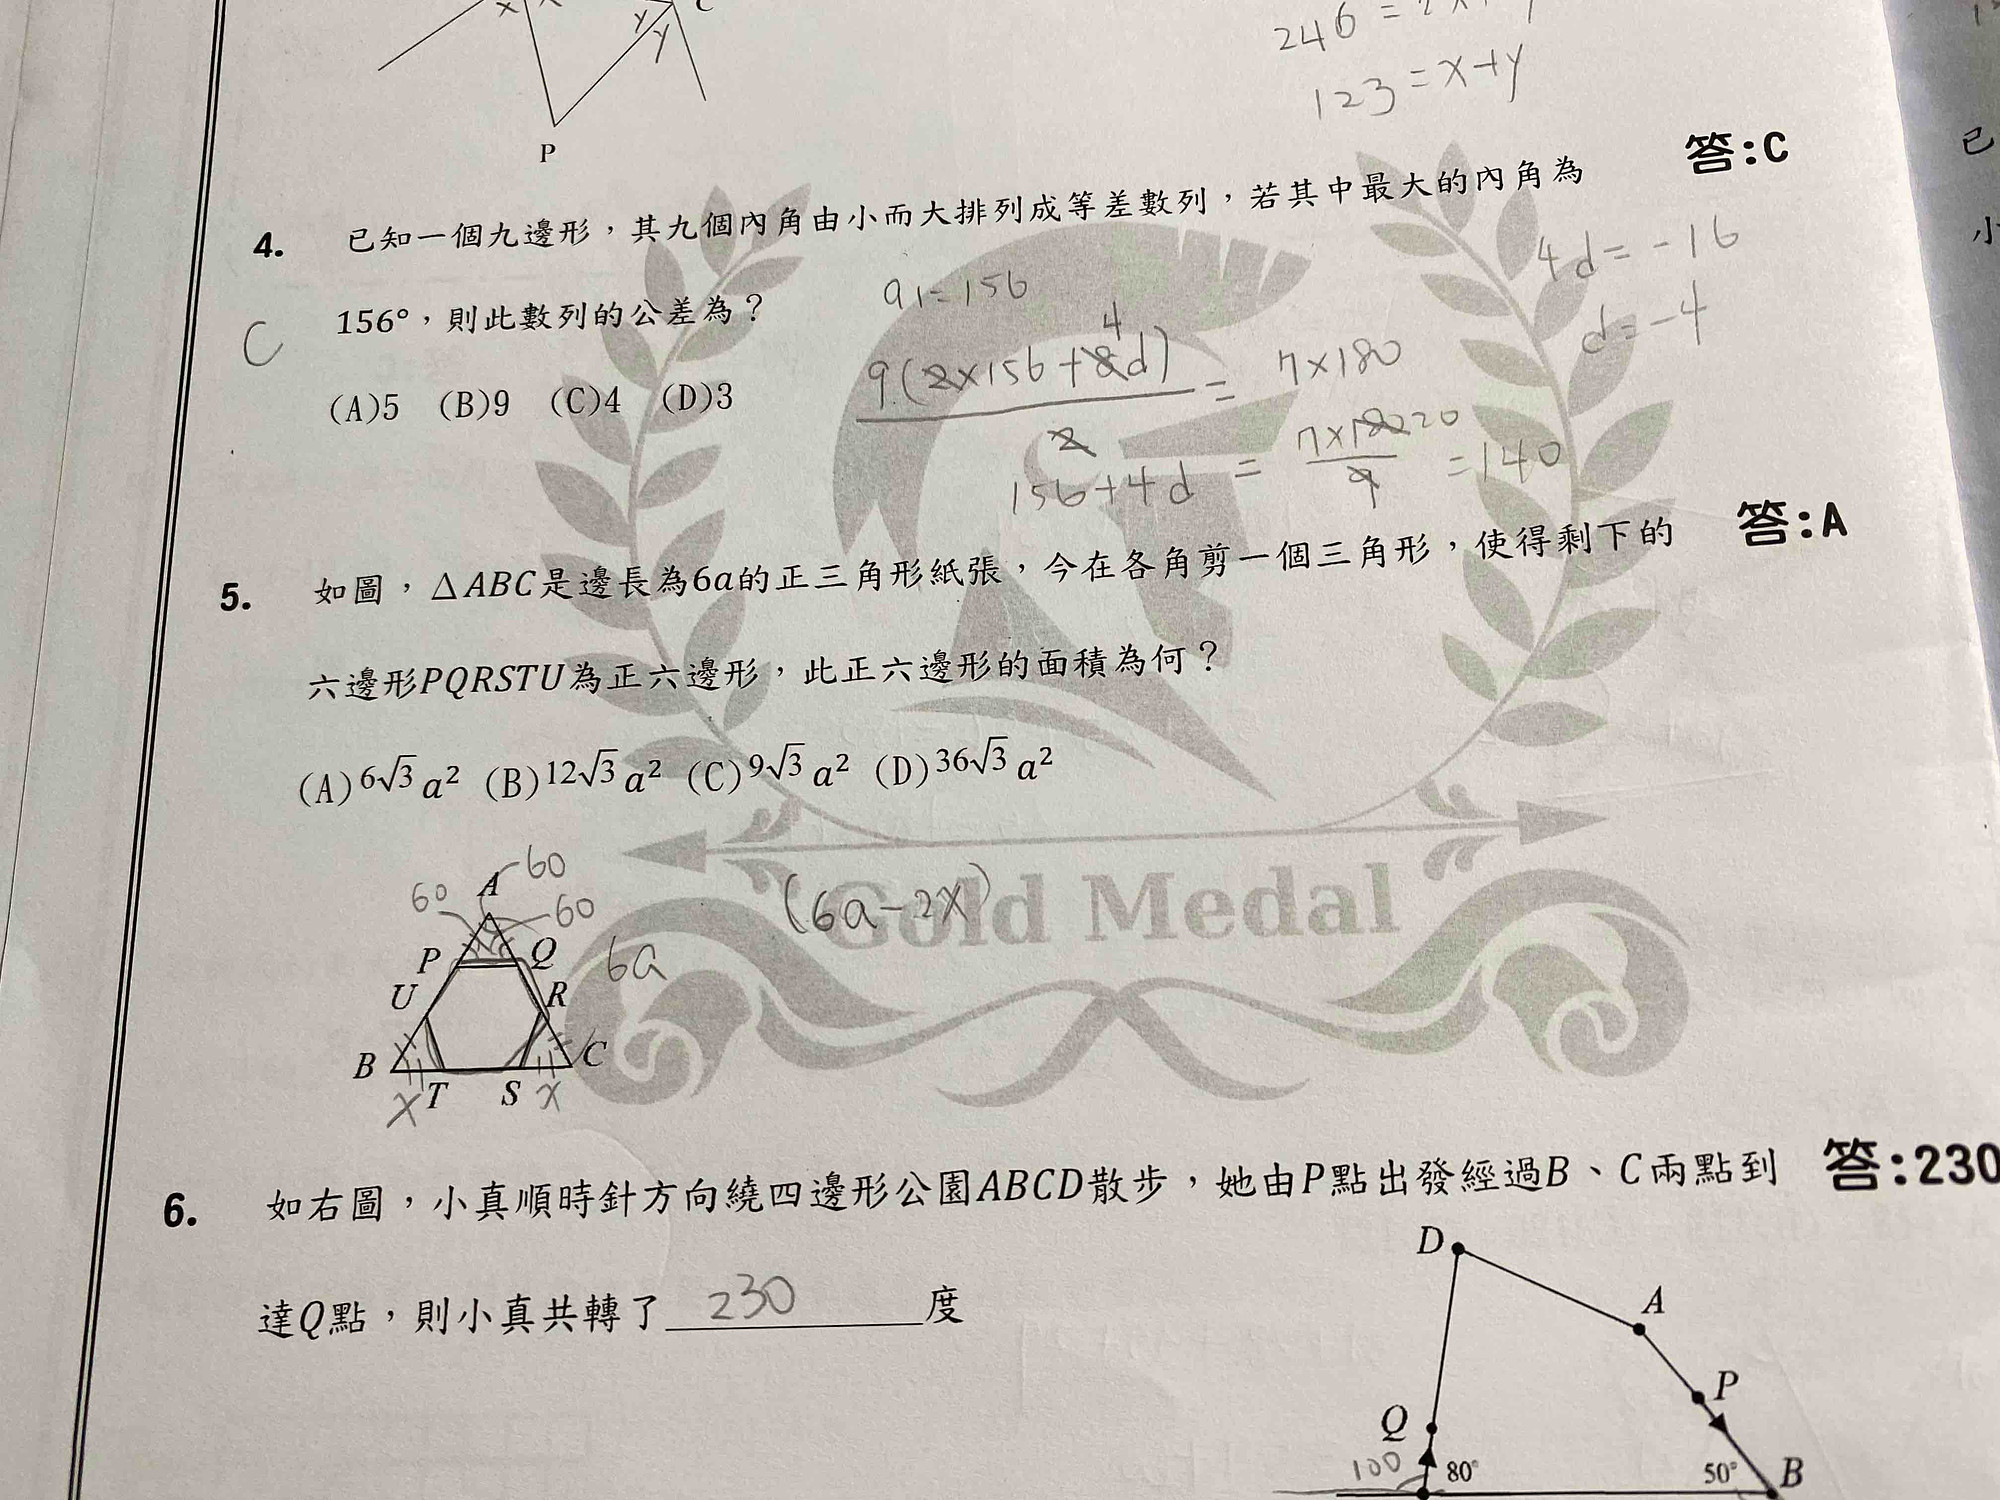 x x
y
y
C
P
246 = 2x+y
123 = x+y
答:C
4. 已知一個九邊形，其九個內角由小而大排列成等差數列，若其中最大的內角為
156°，則此數列的公差為？
C
(A)5 (B)9 (C)4 (D)3
a1=156
9(2×156+8d) = 7×180
4
2
156+4d = 7×180 20 = 140
9
4d=-16
d=-4
答:A
5. 如圖，△ABC是邊長為6a的正三角形紙張，今在各角剪一個三角形，使得剩下的
六邊形PQRSTU為正六邊形，此正六邊形的面積為何？
(A)6√3a² (B)12√3a² (C)9√3a² (D)36√3a²
60 A 60
60
P Q
U R
6a
B C
x T S x
(6a-2x)
Gold Medal
答:230
6. 如右圖，小真順時針方向繞四邊形公園ABCD散步，她由P點出發經過B、C兩點到
達Q點，則小真共轉了 230 度
D
A
P
Q
100 80° 50° B
已
小